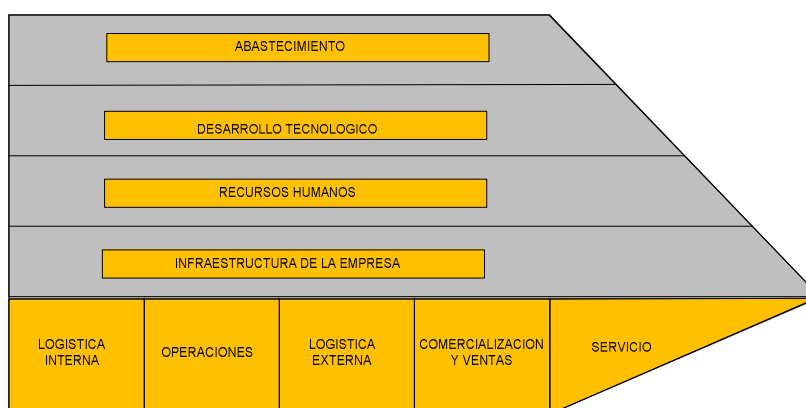 ABASTECIMIENTO
DESARROLLO TECNOLOGICO
RECURSOS HUMANOS
INFRAESTRUCTURA DE LA EMPRESA
LOGISTICA
INTERNA
OPERACIONES
LOGISTICA
EXTERNA
COMERCIALIZACION
Y VENTAS
SERVICIO